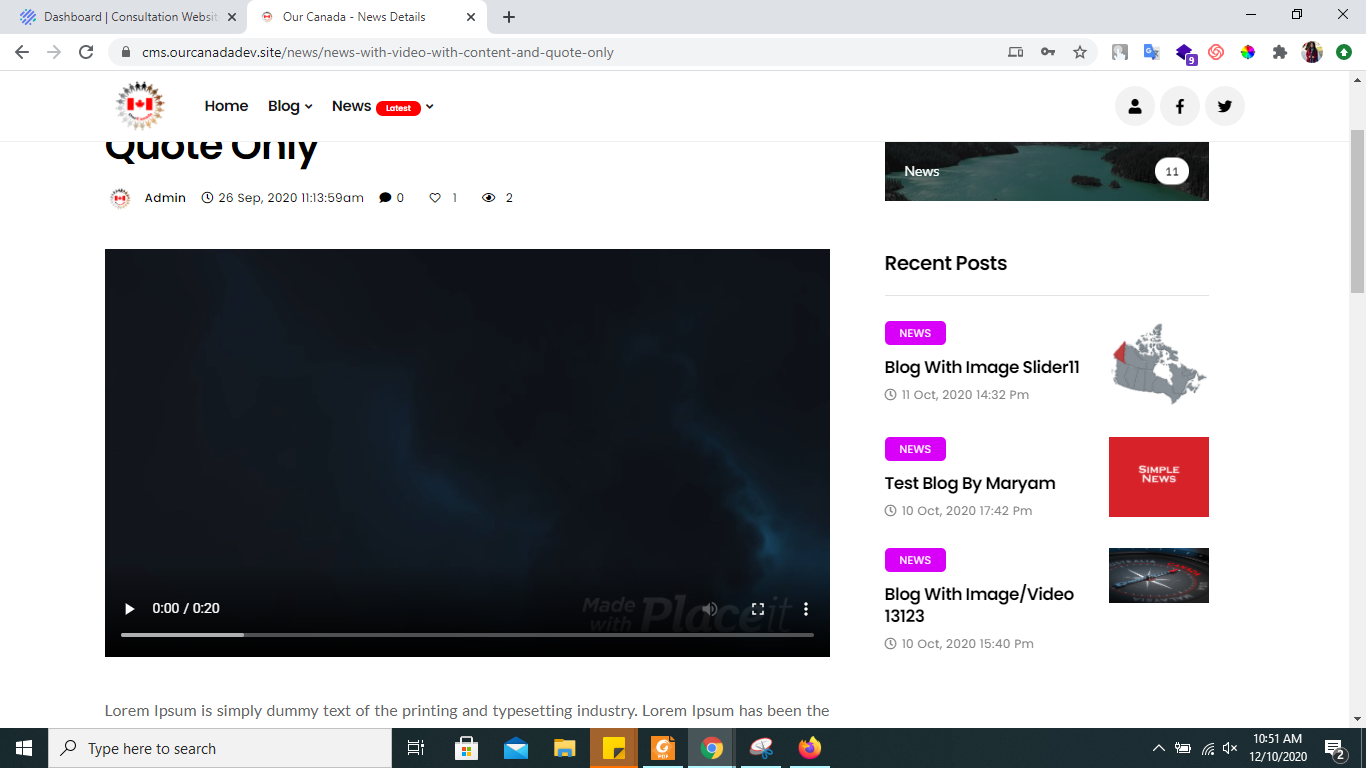 Dashboard | Consultation Websit
Our Canada - News Details
cms.ourcanadadev.site/news/news-with-video-with-content-and-quote-only
9
Home
Blog
News
Latest
Quote Only
Admin
26 Sep, 2020 11:13:59am
0
1
2
News
11
Recent Posts
NEWS
Blog With Image Slider11
11 Oct, 2020 14:32 Pm
NEWS
Test Blog By Maryam
10 Oct, 2020 17:42 Pm
SIMPLE
NEWS
NEWS
Blog With Image/Video
13123
10 Oct, 2020 15:40 Pm
0:00 / 0:20
Made
with Placeit
Lorem Ipsum is simply dummy text of the printing and typesetting industry. Lorem Ipsum has been the
Type here to search
PDF
10:51 AM
12/10/2020
2